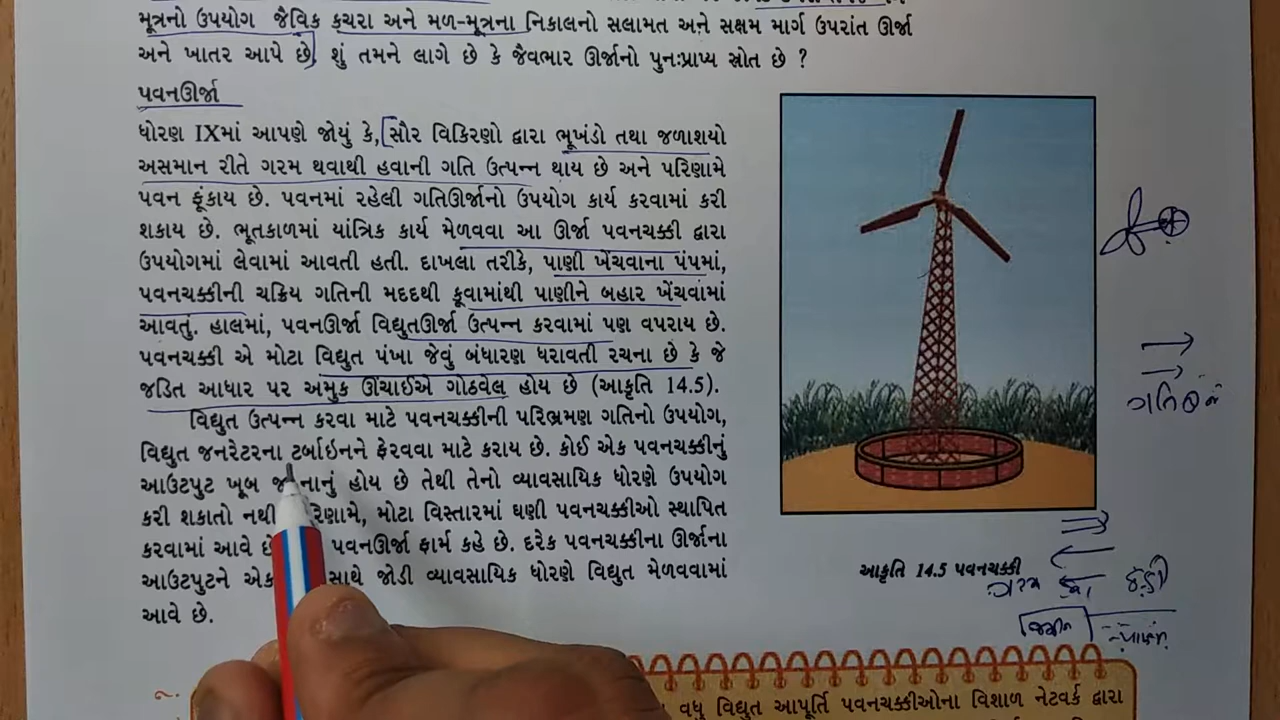 મૂત્રનો ઉપયોગ જૈવિક કચરા અને મળ-મૂત્રના નિકાલનો સલામત અને સક્ષમ માર્ગ ઉપરાંત ઊર્જા
અને ખાતર આપે છે. શું તમને લાગે છે કે જૈવભાર ઊર્જાનો પુનઃપ્રાપ્ય સ્રોત છે ?
પવનઊર્જા
ધોરણ IXમાં આપણે જોયું કે, સૌર વિકિરણો દ્વારા ભૂખંડો તથા જળાશયો
અસમાન રીતે ગરમ થવાથી હવાની ગતિ ઉત્પન્ન થાય છે અને પરિણામે
પવન ફૂંકાય છે. પવનમાં રહેલી ગતિઊર્જાનો ઉપયોગ કાર્ય કરવામાં કરી
શકાય છે. ભૂતકાળમાં યાંત્રિક કાર્ય મેળવવા આ ઊર્જા પવનચક્કી દ્વારા
ઉપયોગમાં લેવામાં આવતી હતી. દાખલા તરીકે, પાણી ખેંચવાના પંપમાં,
પવનચક્કીની ચક્રિય ગતિની મદદથી કૂવામાંથી પાણીને બહાર ખેંચવામાં
આવતું. હાલમાં, પવનઊર્જા વિદ્યુતઊર્જા ઉત્પન્ન કરવામાં પણ વપરાય છે.
પવનચક્કી એ મોટા વિદ્યુત પંખા જેવું બંધારણ ધરાવતી રચના છે કે જે
જડિત આધાર પર અમુક ઊંચાઈએ ગોઠવેલ હોય છે (આકૃતિ 14.5).
વિદ્યુત ઉત્પન્ન કરવા માટે પવનચક્કીની પરિભ્રમણ ગતિનો ઉપયોગ,
વિદ્યુત જનરેટરના ટર્બાઇનને ફેરવવા માટે કરાય છે. કોઈ એક પવનચક્કીનું
આઉટપુટ ખૂબ નાનું હોય છે તેથી તેનો વ્યાવસાયિક ધોરણે ઉપયોગ
કરી શકાતો નથી મોટા વિસ્તારમાં ઘણી પવનચક્કીઓ સ્થાપિત
કરવામાં આવે પવનઊર્જા ફાર્મ કહે છે. દરેક પવનચક્કીના ઊર્જાના
આઉટપુટને સાથે જોડી વ્યાવસાયિક ધોરણે વિદ્યુત મેળવવામાં
આવે છે.
આકૃતિ 14.5 પવનચક્કી
ગરમ ઠંડી
જમીન
વધુ વિદ્યુત આપૂર્તિ પવનચક્કીઓના વિશાળ નેટવર્ક દ્વારા